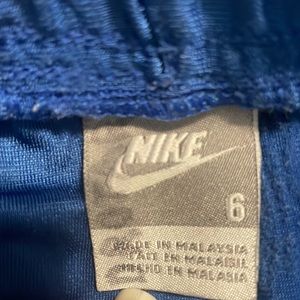 NIKE
6
MADE IN MALAYSIA
FAIT EN MALAISIE
HECHO EN MALASIA